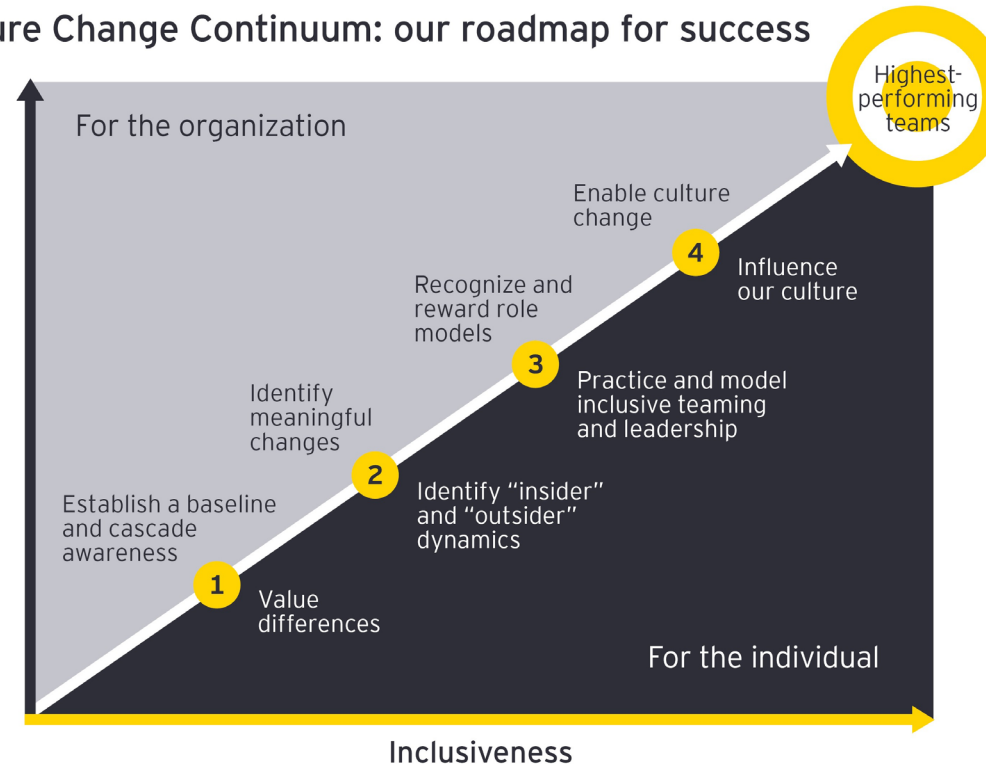 ure Change Continuum: our roadmap for success
Highest-
performing
teams
For the organization
Enable culture
change
4
Influence
our culture
Recognize and
reward role
models
3
Practice and model
inclusive teaming
and leadership
Identify
meaningful
changes
2
Identify “insider”
and “outsider”
dynamics
Establish a baseline
and cascade
awareness
1
Value
differences
For the individual
Inclusiveness